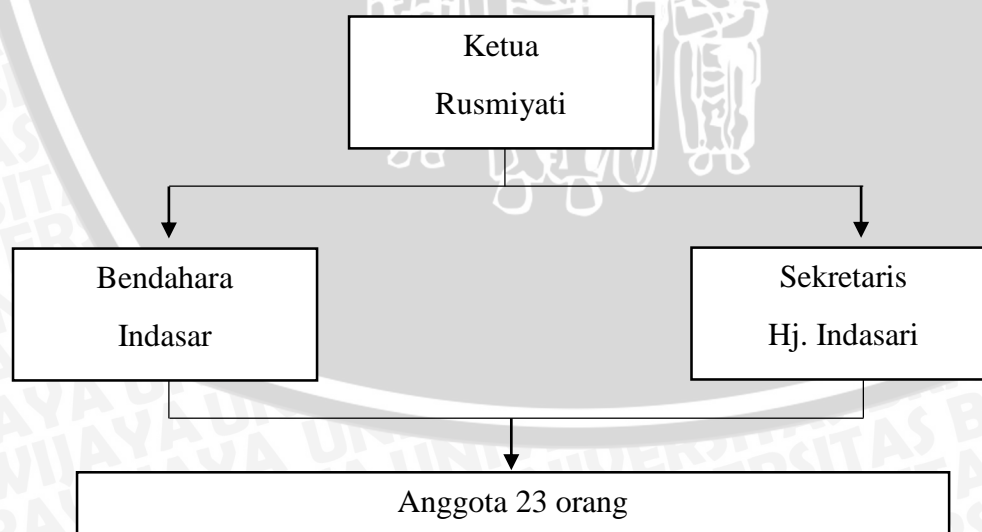 Ketua
Rusmiyati
Bendahara
Indasar
Sekretaris
Hj. Indasari
Anggota 23 orang